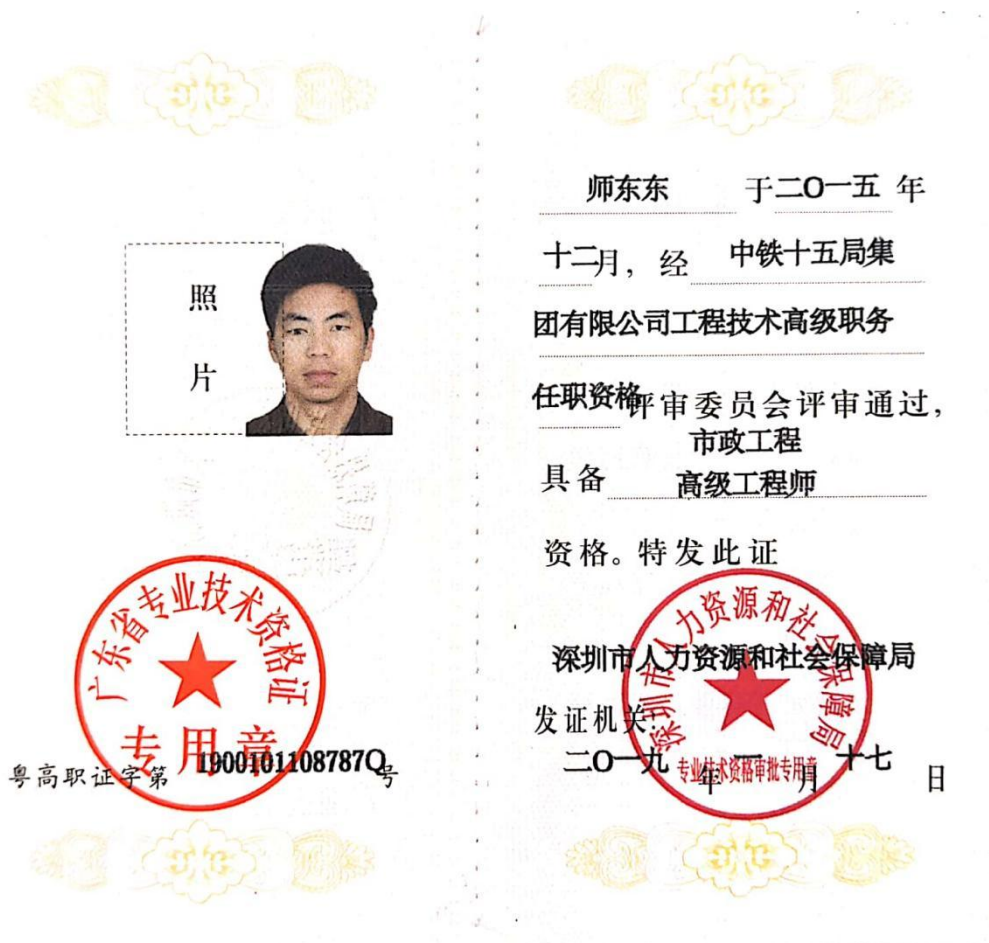 照
片
广东省专业技术资格证
专用章
粤高职证字第1900101108787Q号
师东东 于二O一五年
十二月，经 中铁十五局集
团有限公司工程技术高级职务
任职资格评审委员会评审通过，
市政工程
具备 高级工程师
资格。特发此证
深圳市人力资源和社会保障局
深圳市人力资源和社会保障局
发证机关：
二O一九年一月十七日
专业技术资格审批专用章